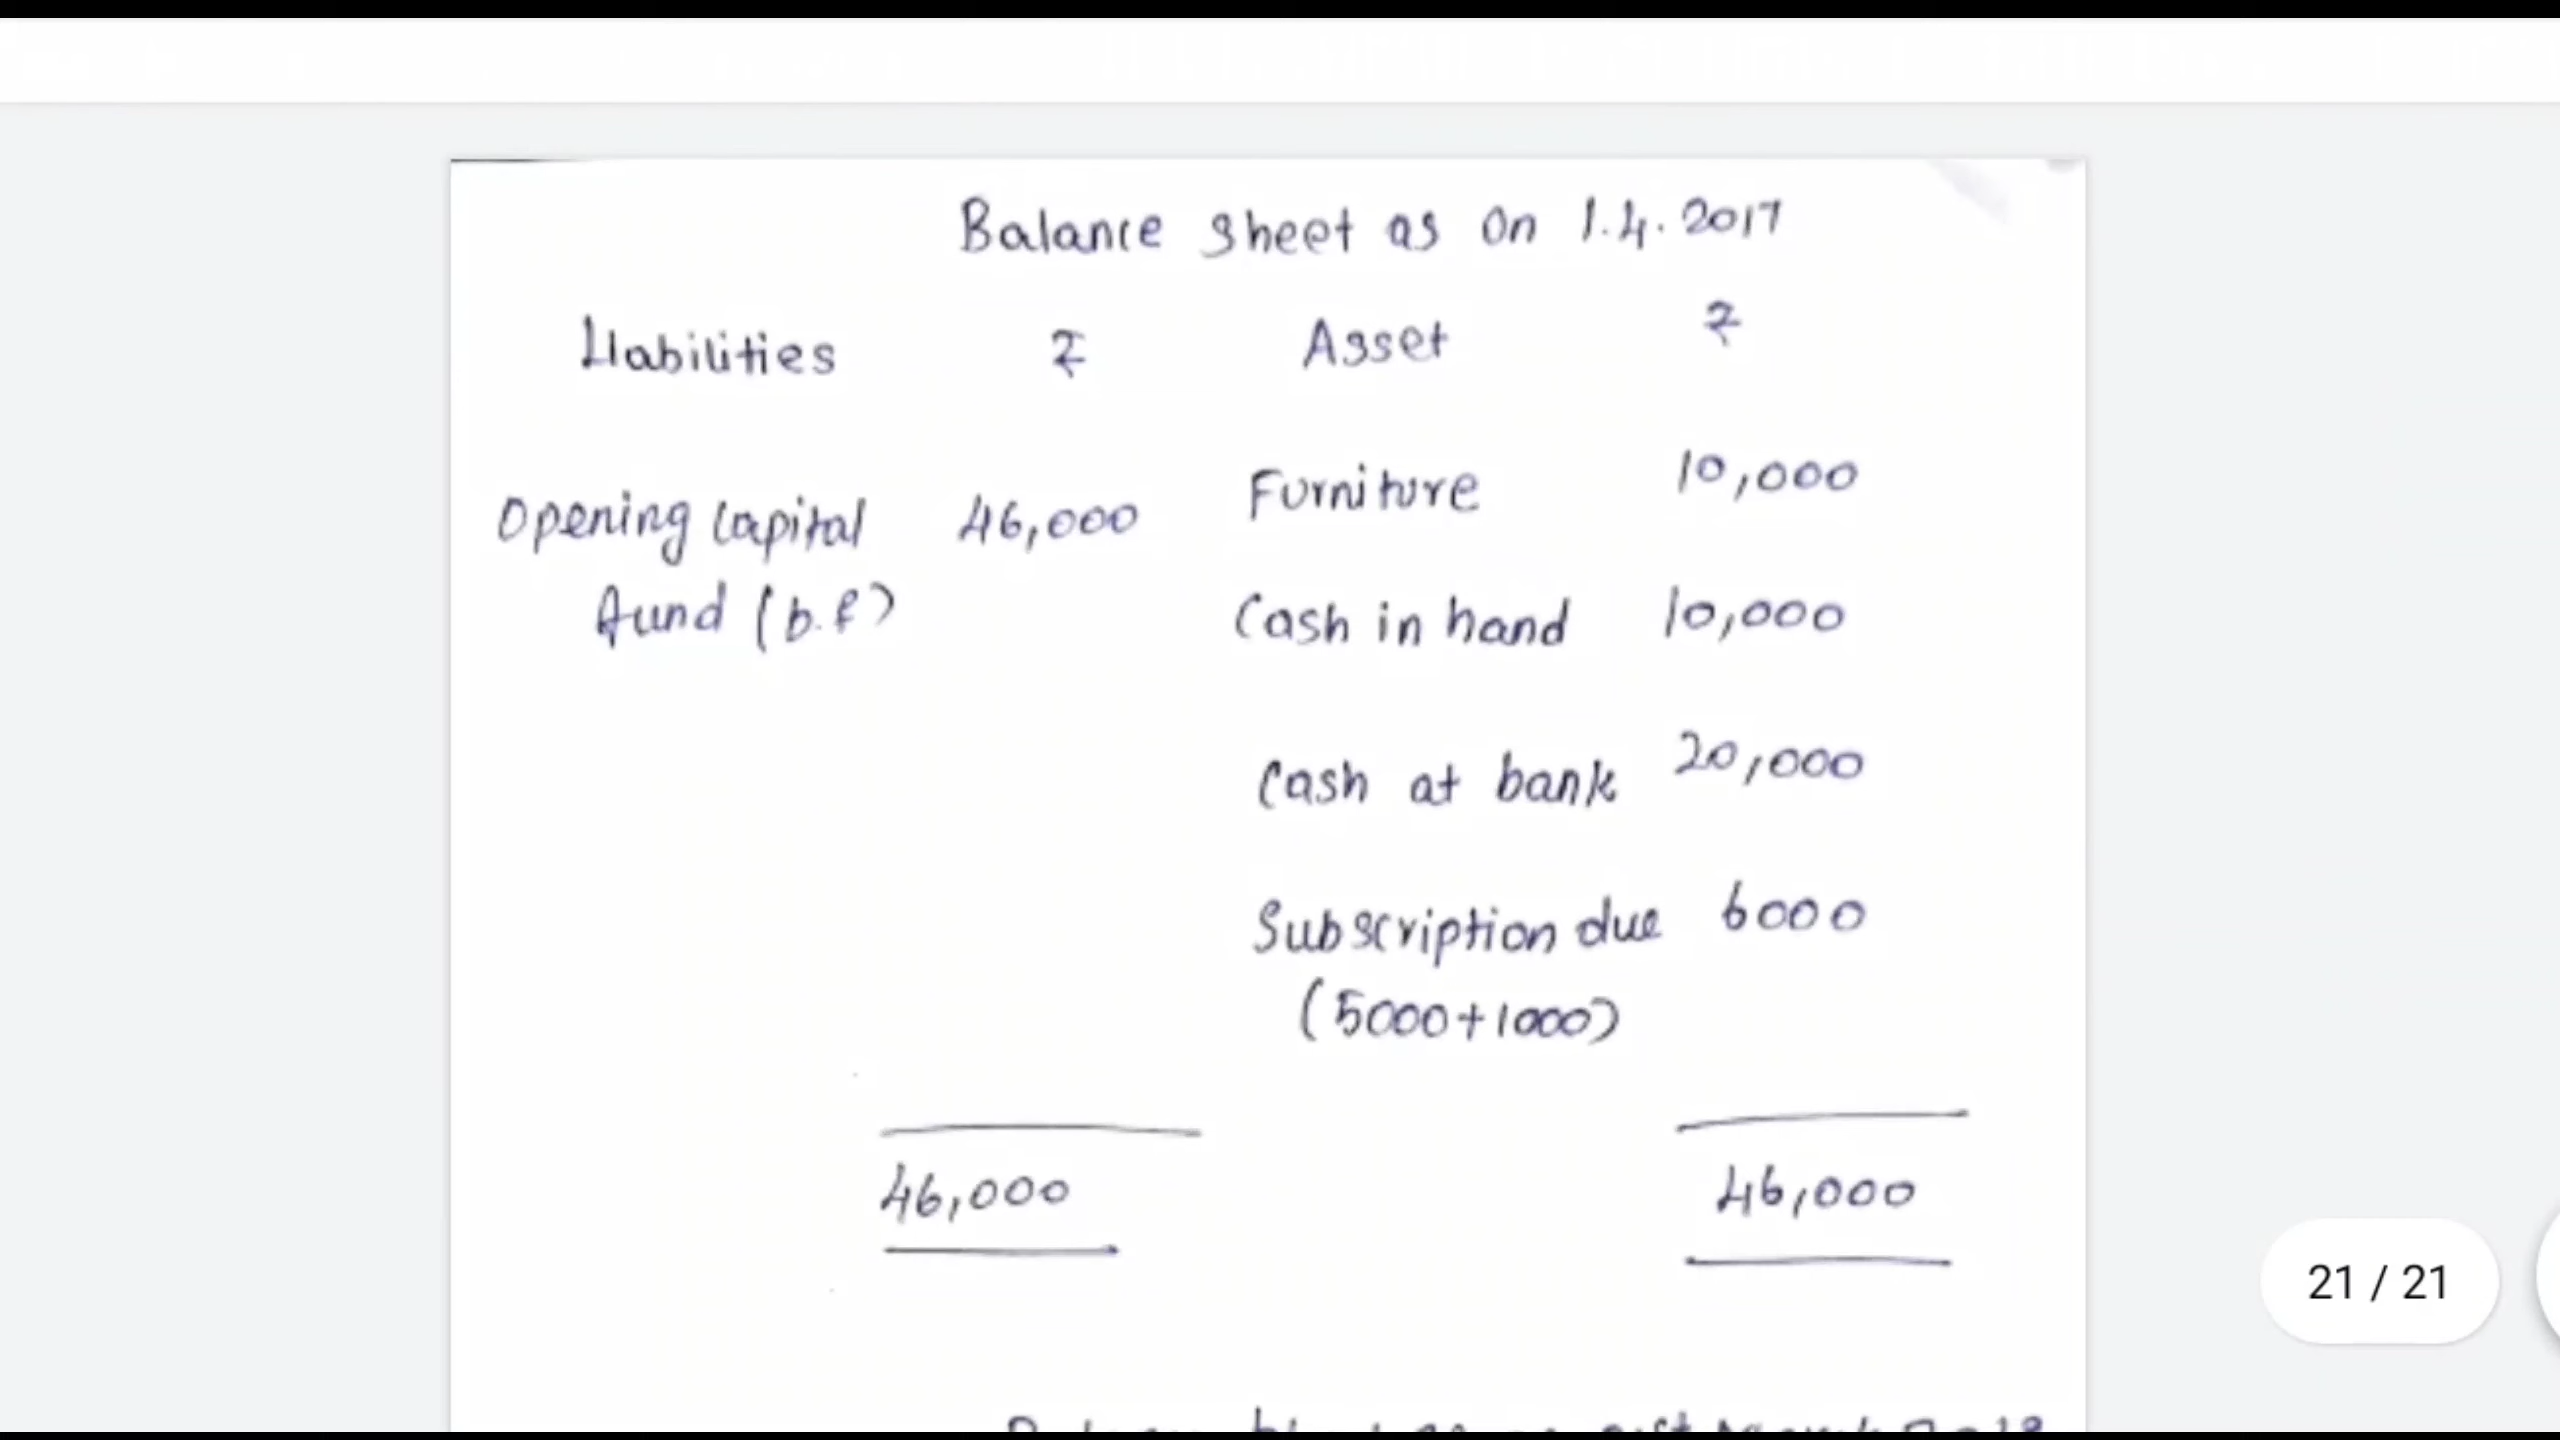 Balance sheet as on 1.4.2017
Liabilities ₹ Asset ₹
Opening capital 46,000 Furniture 10,000
fund (b.f) Cash in hand 10,000
Cash at bank 20,000
Subscription due 6000
(5000+1000)
46,000 46,000
21 / 21